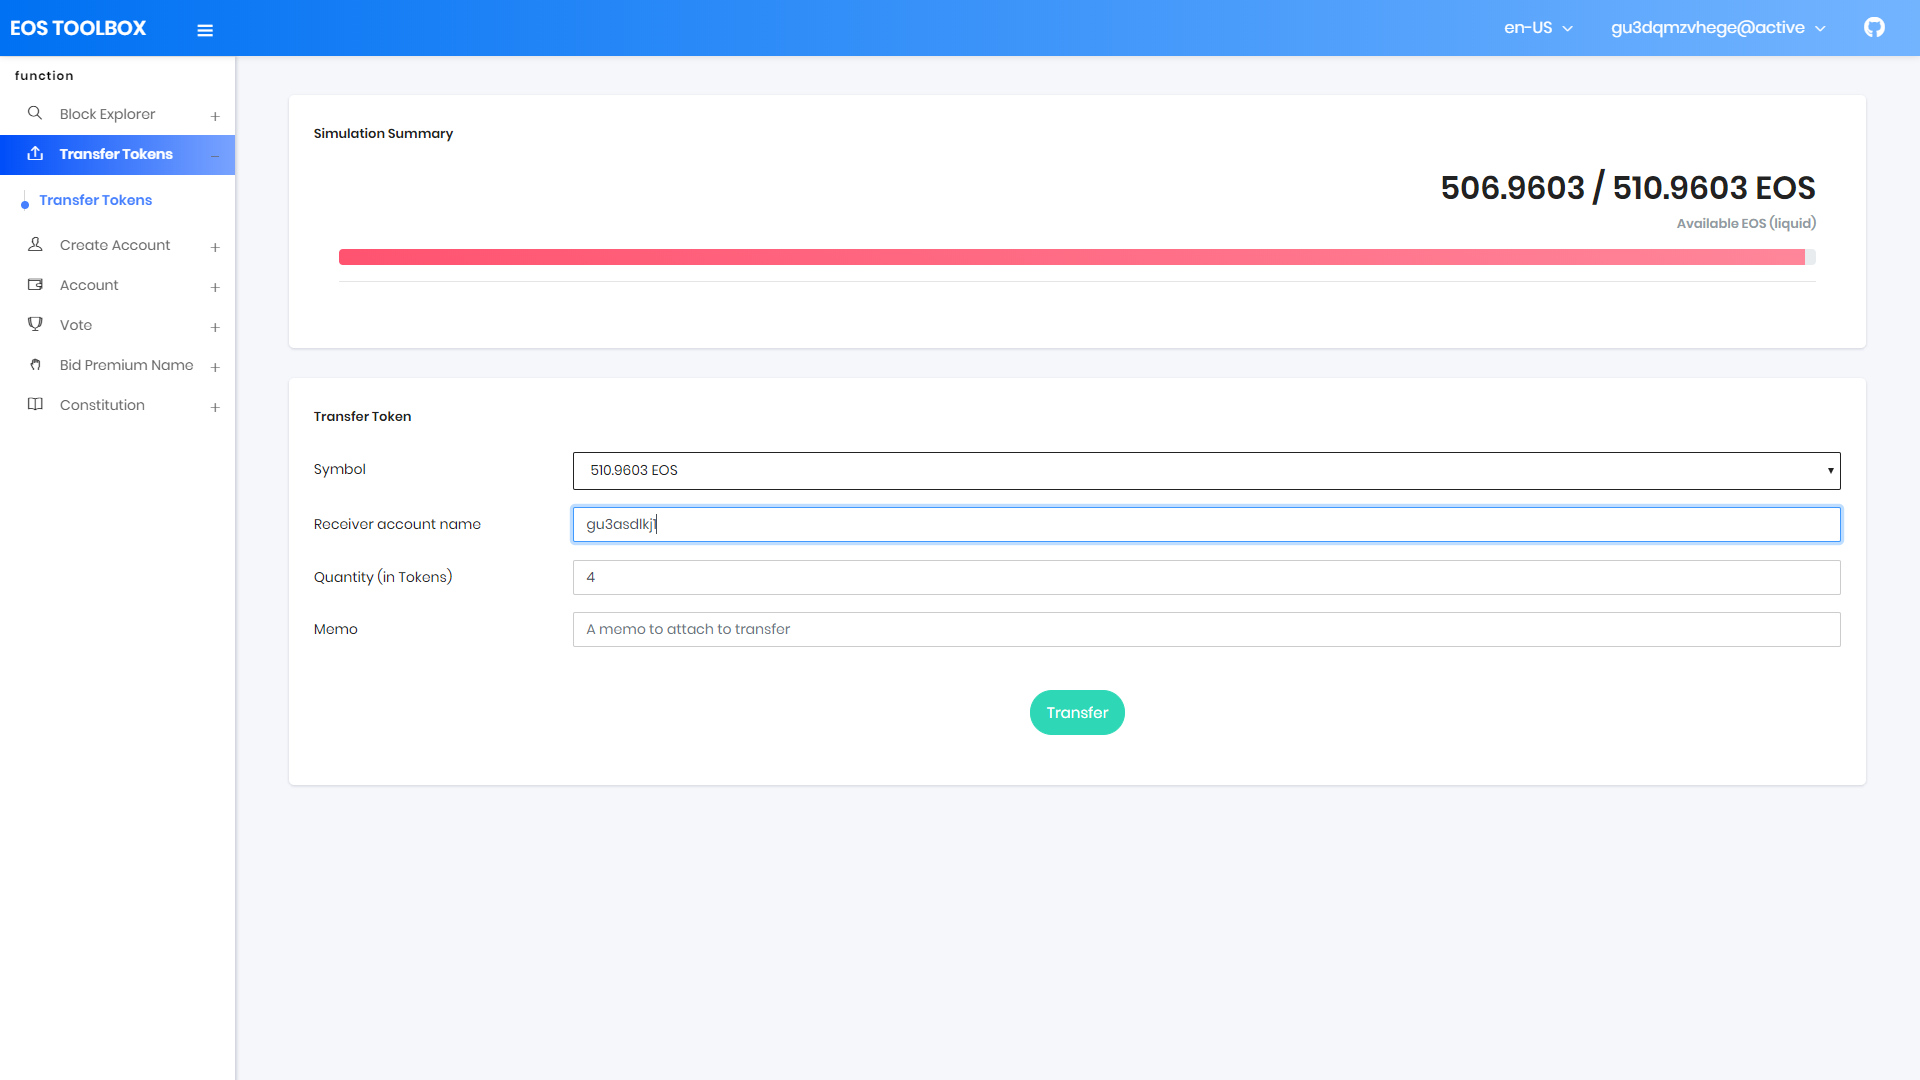 EOS TOOLBOX
en-US
gu3dqmzvhege@active
function
Block Explorer
Transfer Tokens
Transfer Tokens
Create Account
Account
Vote
Bid Premium Name
Constitution
Simulation Summary
506.9603 / 510.9603 EOS
Available EOS (liquid)
Transfer Token
Symbol
510.9603 EOS
Receiver account name
gu3asdlkj1
Quantity (in Tokens)
4
Memo
A memo to attach to transfer
Transfer